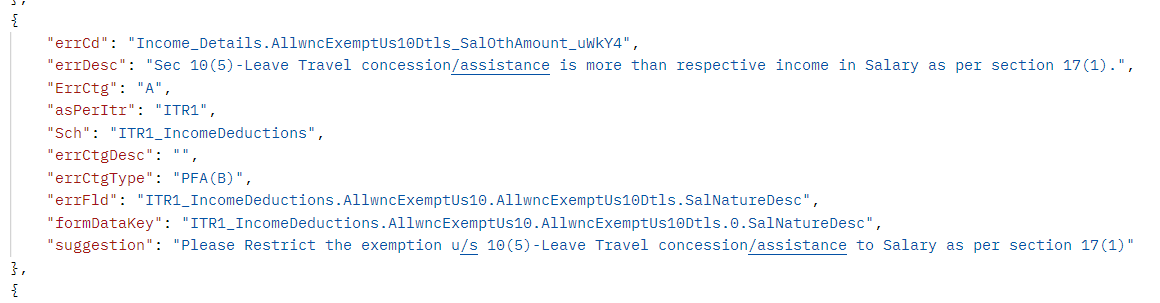 },
{
"errCd": "Income_Details.AllwncExemptUs10Dtls_SalOthAmount_uWkY4",
"errDesc": "Sec 10(5)-Leave Travel concession/assistance is more than respective income in Salary as per section 17(1).",
"ErrCtg": "A",
"asPerItr": "ITR1",
"Sch": "ITR1_IncomeDeductions",
"errCtgDesc": "",
"errCtgType": "PFA(B)",
"errFld": "ITR1_IncomeDeductions.AllwncExemptUs10.AllwncExemptUs10Dtls.SalNatureDesc",
"formDataKey": "ITR1_IncomeDeductions.AllwncExemptUs10.AllwncExemptUs10Dtls.0.SalNatureDesc",
"suggestion": "Please Restrict the exemption u/s 10(5)-Leave Travel concession/assistance to Salary as per section 17(1)"
},
{